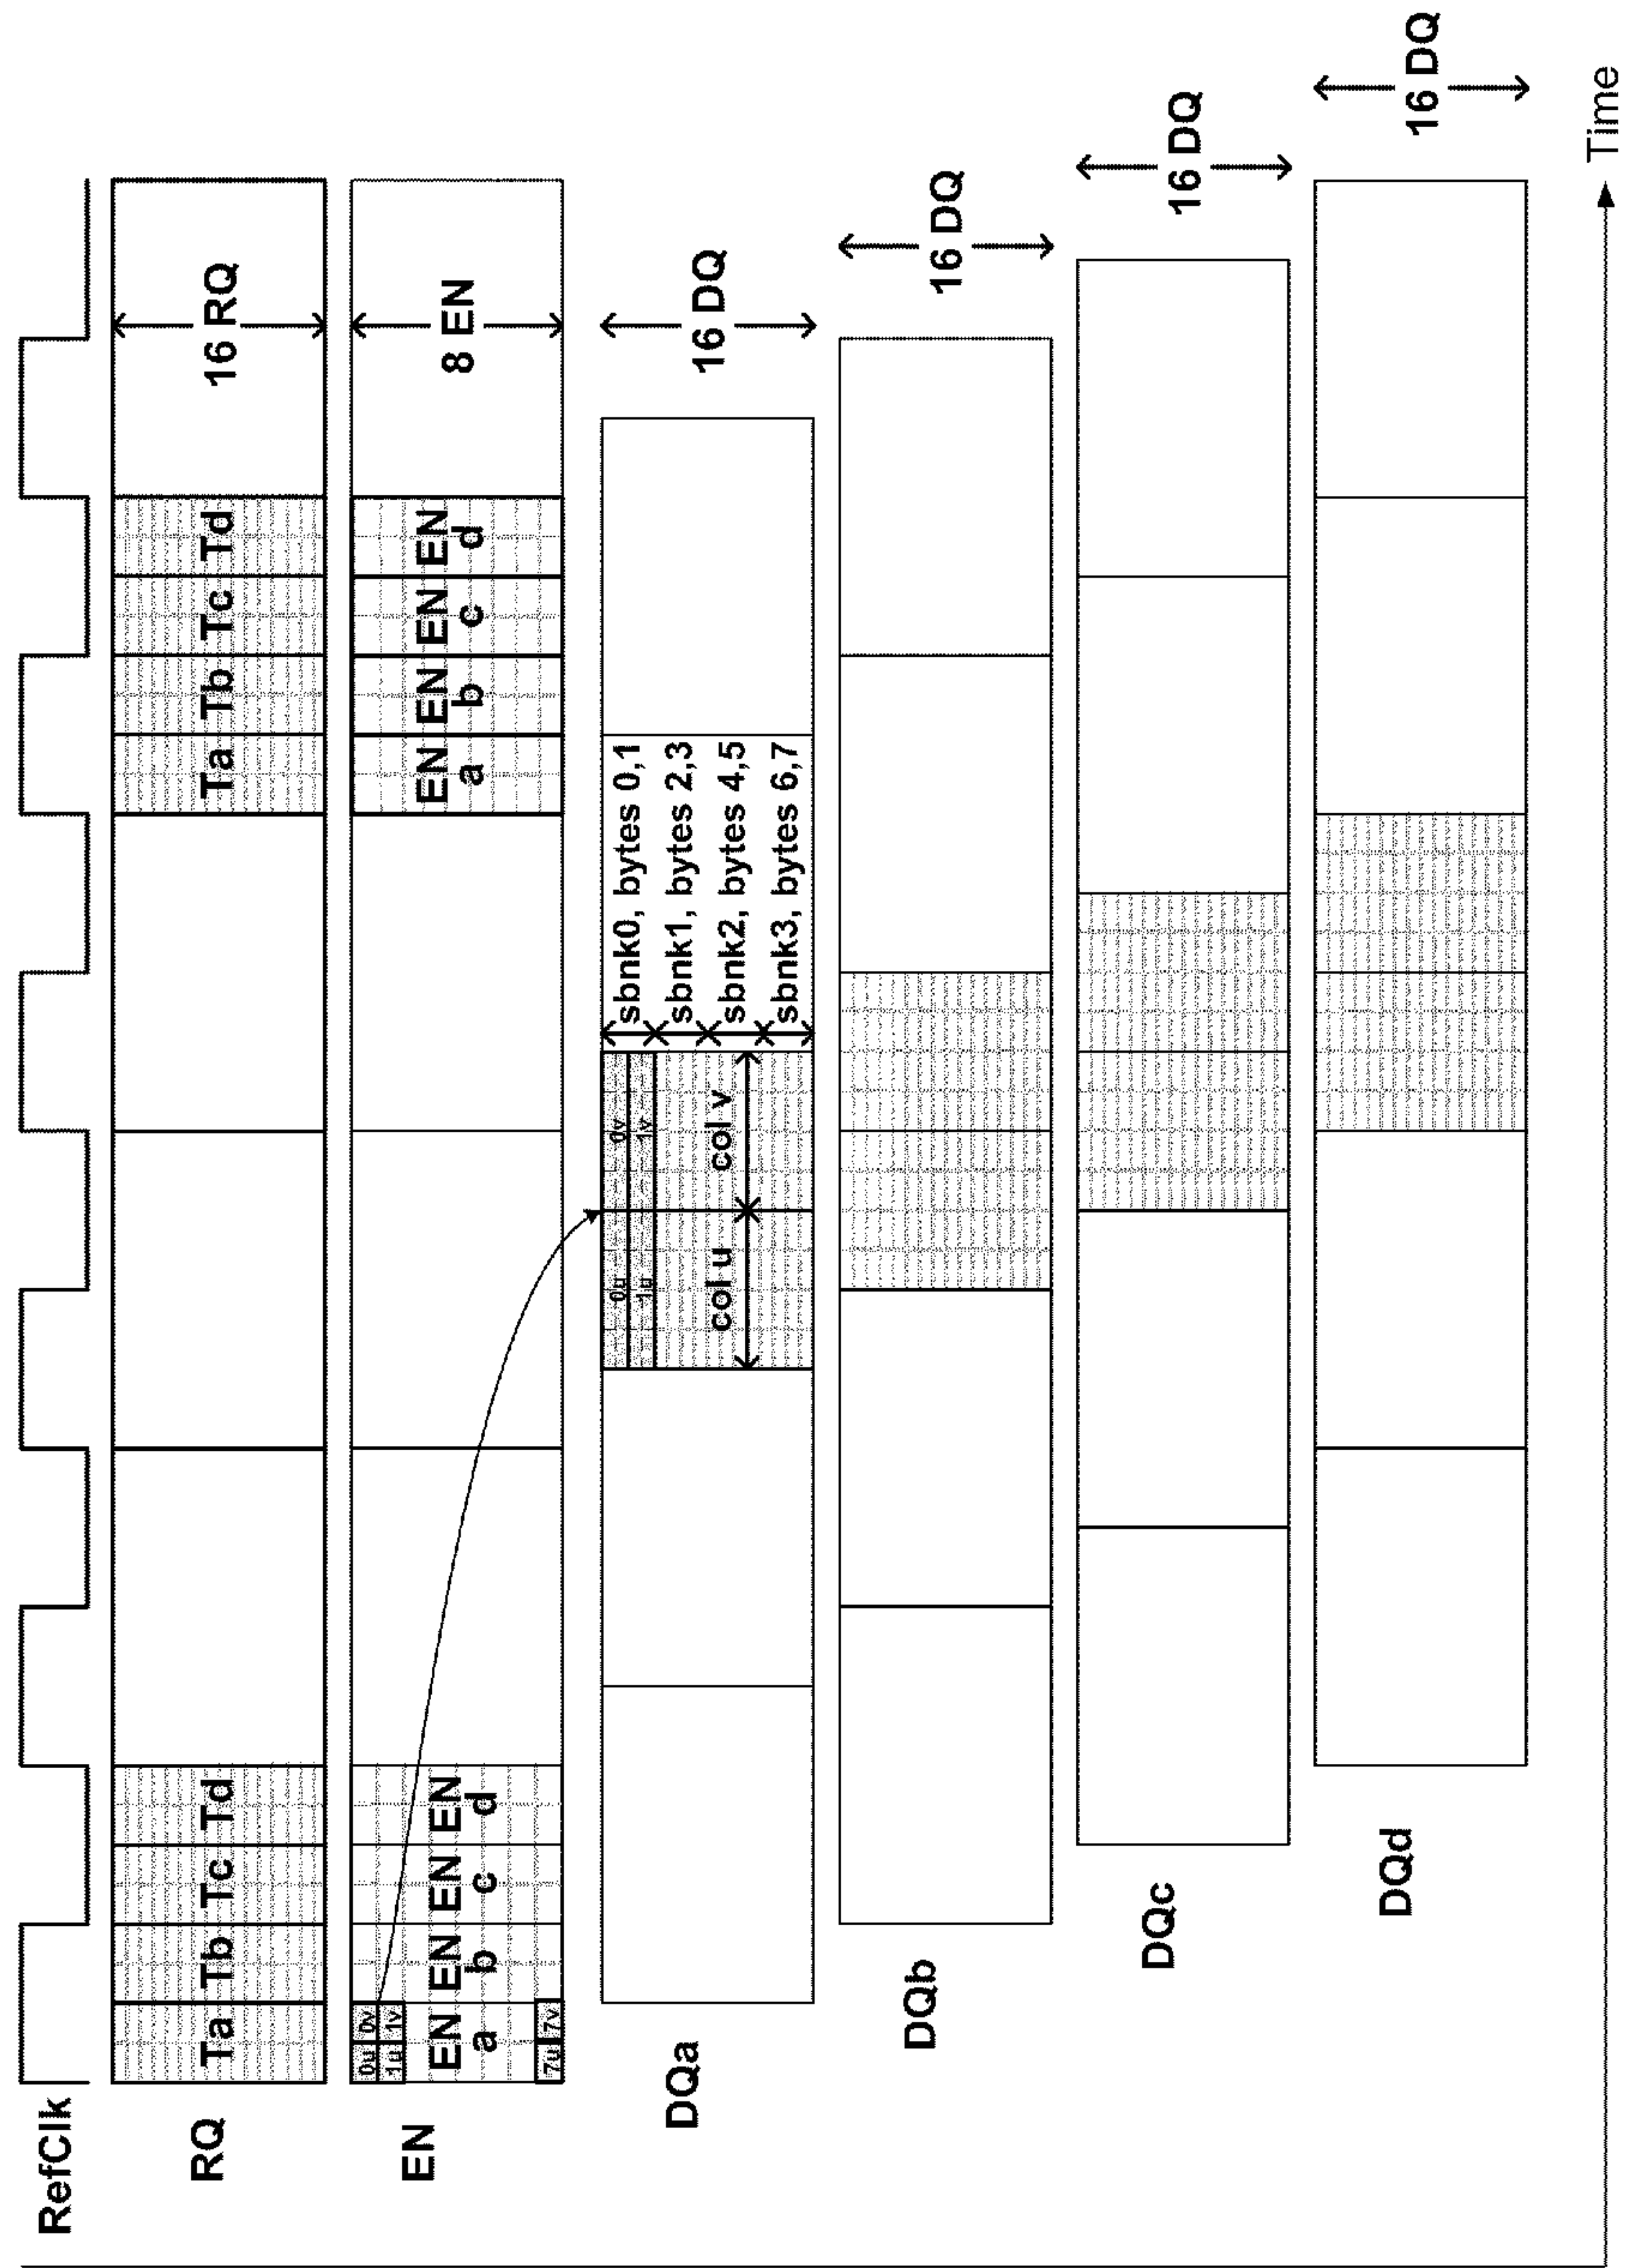 RefClk
RQ
Ta Tb Tc Td
Ta Tb Tc Td
16 RQ
EN
0u 0v
1u 1v
EN EN EN EN
a b c d
7u 7v
EN EN EN EN
a b c d
8 EN
DQa
0u 0v
1u 1v
col u col v
sbnk0, bytes 0,1
sbnk1, bytes 2,3
sbnk2, bytes 4,5
sbnk3, bytes 6,7
16 DQ
DQb
16 DQ
DQc
16 DQ
DQd
16 DQ
Time